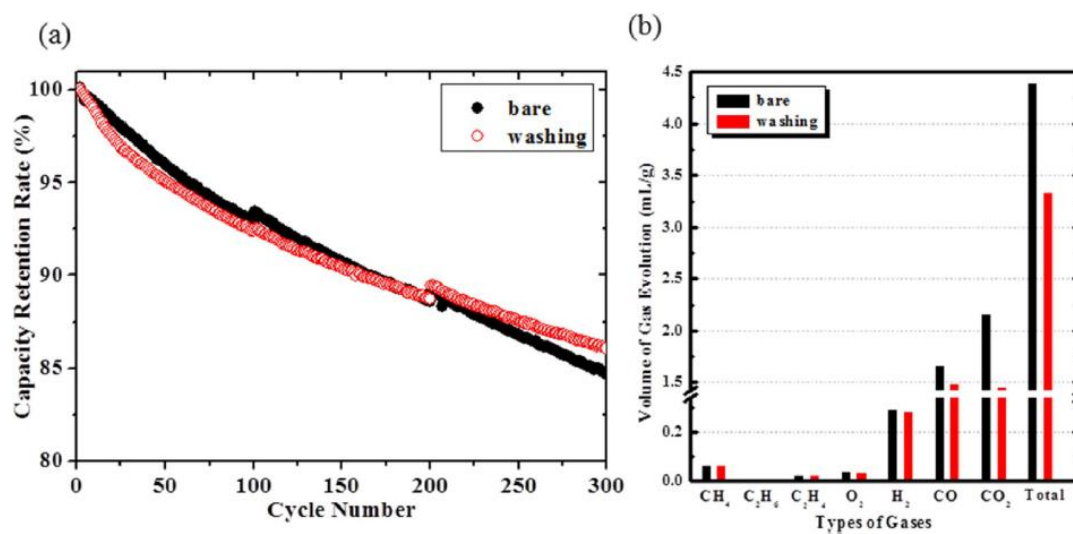 (a)
100
95
90
85
80
Capacity Retention Rate (%)
bare
washing
0 50 100 150 200 250 300
Cycle Number
(b)
4.5
4.0
3.5
3.0
2.5
2.0
1.5
0.2
0.0
Volume of Gas Evolution (mL/g)
bare
washing
CH₄ C₂H₆ C₂H₄ O₂ H₂ CO CO₂ Total
Types of Gases